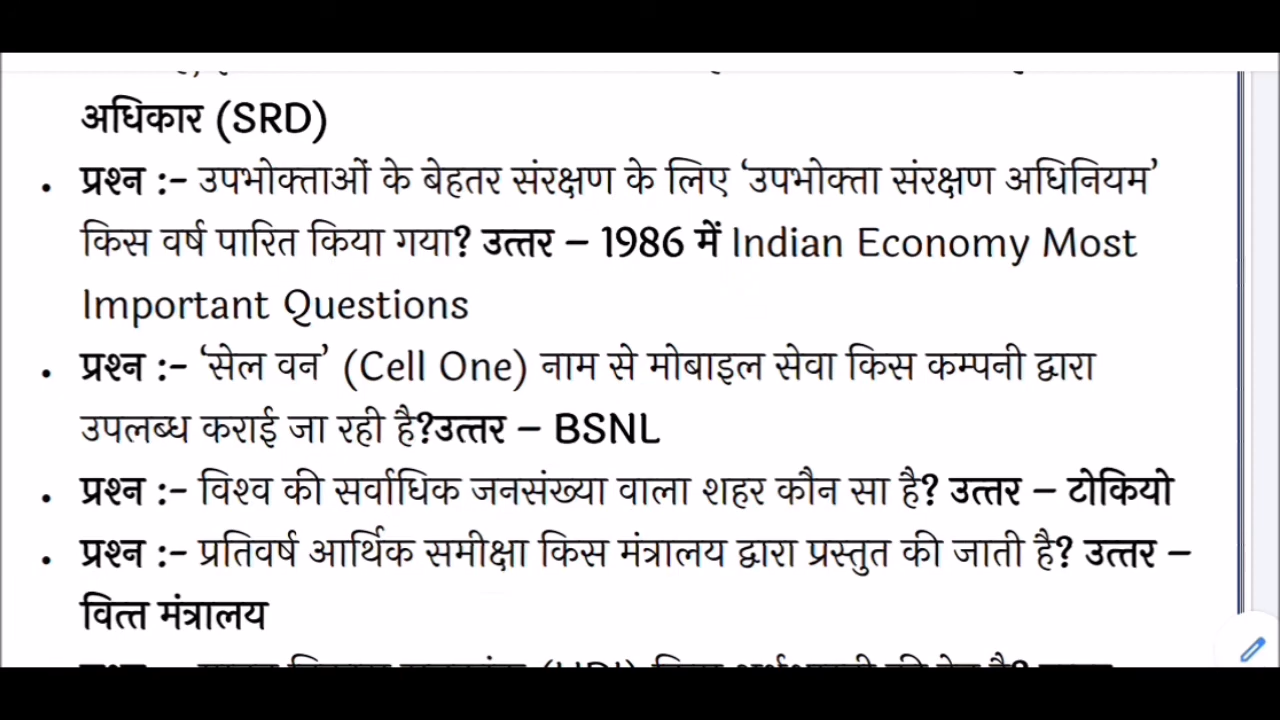 अधिकार (SRD)
• प्रश्न :- उपभोक्ताओं के बेहतर संरक्षण के लिए ‘उपभोक्ता संरक्षण अधिनियम’
किस वर्ष पारित किया गया? उत्तर – 1986 में Indian Economy Most
Important Questions
• प्रश्न :- ‘सेल वन’ (Cell One) नाम से मोबाइल सेवा किस कम्पनी द्वारा
उपलब्ध कराई जा रही है?उत्तर – BSNL
• प्रश्न :- विश्व की सर्वाधिक जनसंख्या वाला शहर कौन सा है? उत्तर – टोकियो
• प्रश्न :- प्रतिवर्ष आर्थिक समीक्षा किस मंत्रालय द्वारा प्रस्तुत की जाती है? उत्तर –
वित्त मंत्रालय